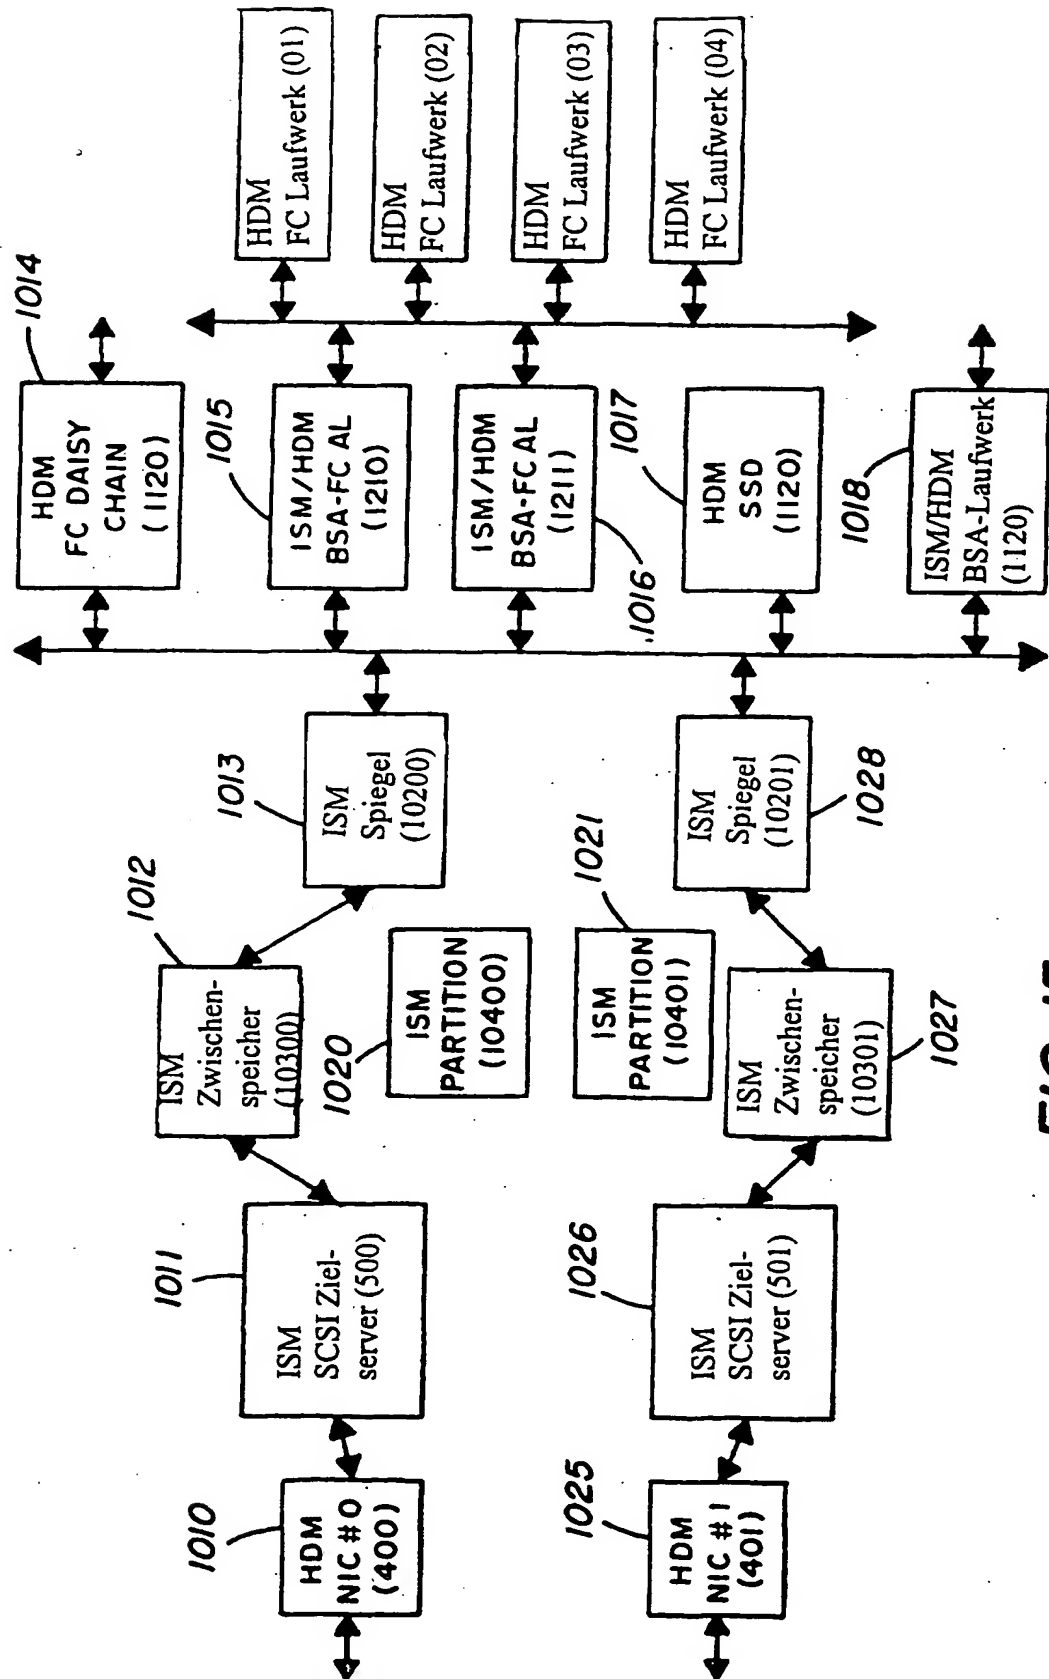 1010
HDM
NIC #0
(400)
1011
ISM
SCSI Ziel-
server (500)
1012
ISM
Zwischen-
speicher
(10300)
1013
ISM
Spiegel
(10200)
1014
HDM
FC DAISY
CHAIN
(1120)
1015
ISM/HDM
BSA-FC AL
(1210)
ISM/HDM
BSA-FC AL
(1211)
1016
1017
HDM
SSD
(1120)
1018
ISM/HDM
BSA-Laufwerk
(1120)
HDM
FC Laufwerk (01)
HDM
FC Laufwerk (02)
HDM
FC Laufwerk (03)
HDM
FC Laufwerk (04)
1020
ISM
PARTITION
(10400)
1021
ISM
PARTITION
(10401)
1025
HDM
NIC #1
(401)
1026
ISM
SCSI Ziel-
server (501)
ISM
Zwischen-
speicher
(10301)
1027
ISM
Spiegel
(10201)
1028